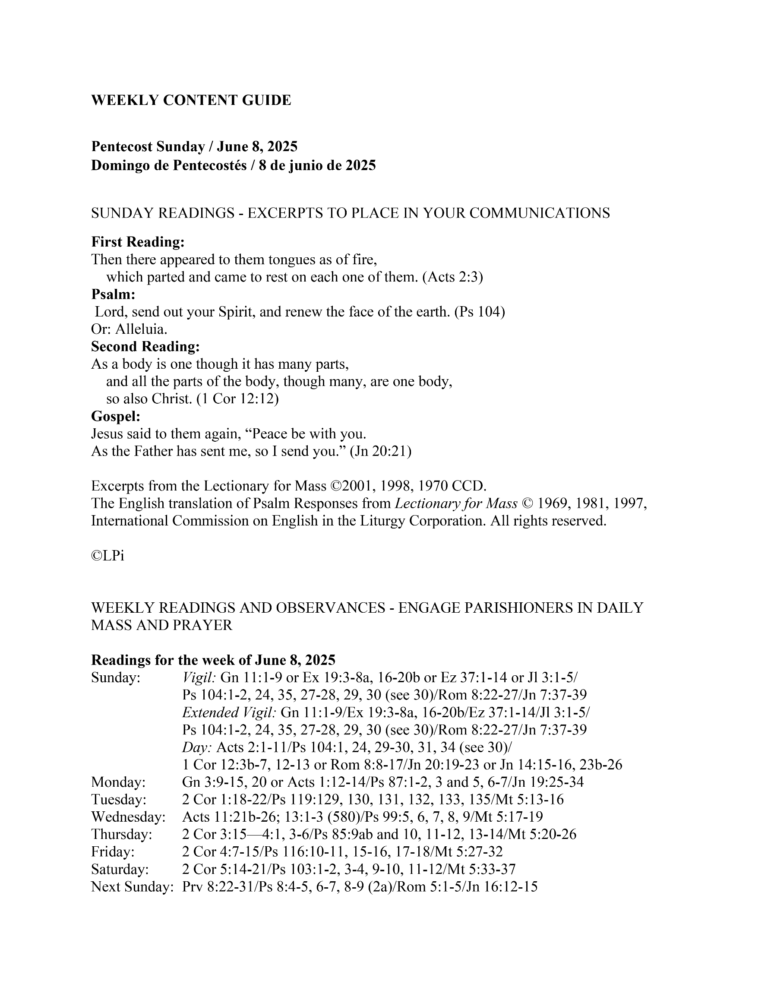 WEEKLY CONTENT GUIDE
Pentecost Sunday / June 8, 2025
Domingo de Pentecostés / 8 de junio de 2025
SUNDAY READINGS - EXCERPTS TO PLACE IN YOUR COMMUNICATIONS
First Reading:
Then there appeared to them tongues as of fire,
which parted and came to rest on each one of them. (Acts 2:3)
Psalm:
Lord, send out your Spirit, and renew the face of the earth. (Ps 104)
Or: Alleluia.
Second Reading:
As a body is one though it has many parts,
and all the parts of the body, though many, are one body,
so also Christ. (1 Cor 12:12)
Gospel:
Jesus said to them again, “Peace be with you.
As the Father has sent me, so I send you.” (Jn 20:21)
Excerpts from the Lectionary for Mass ©2001, 1998, 1970 CCD.
The English translation of Psalm Responses from Lectionary for Mass © 1969, 1981, 1997,
International Commission on English in the Liturgy Corporation. All rights reserved.
©LPi
WEEKLY READINGS AND OBSERVANCES - ENGAGE PARISHIONERS IN DAILY
MASS AND PRAYER
Readings for the week of June 8, 2025
Sunday: Vigil: Gn 11:1-9 or Ex 19:3-8a, 16-20b or Ez 37:1-14 or Jl 3:1-5/
Ps 104:1-2, 24, 35, 27-28, 29, 30 (see 30)/Rom 8:22-27/Jn 7:37-39
Extended Vigil: Gn 11:1-9/Ex 19:3-8a, 16-20b/Ez 37:1-14/Jl 3:1-5/
Ps 104:1-2, 24, 35, 27-28, 29, 30 (see 30)/Rom 8:22-27/Jn 7:37-39
Day: Acts 2:1-11/Ps 104:1, 24, 29-30, 31, 34 (see 30)/
1 Cor 12:3b-7, 12-13 or Rom 8:8-17/Jn 20:19-23 or Jn 14:15-16, 23b-26
Monday: Gn 3:9-15, 20 or Acts 1:12-14/Ps 87:1-2, 3 and 5, 6-7/Jn 19:25-34
Tuesday: 2 Cor 1:18-22/Ps 119:129, 130, 131, 132, 133, 135/Mt 5:13-16
Wednesday: Acts 11:21b-26; 13:1-3 (580)/Ps 99:5, 6, 7, 8, 9/Mt 5:17-19
Thursday: 2 Cor 3:15—4:1, 3-6/Ps 85:9ab and 10, 11-12, 13-14/Mt 5:20-26
Friday: 2 Cor 4:7-15/Ps 116:10-11, 15-16, 17-18/Mt 5:27-32
Saturday: 2 Cor 5:14-21/Ps 103:1-2, 3-4, 9-10, 11-12/Mt 5:33-37
Next Sunday: Prv 8:22-31/Ps 8:4-5, 6-7, 8-9 (2a)/Rom 5:1-5/Jn 16:12-15